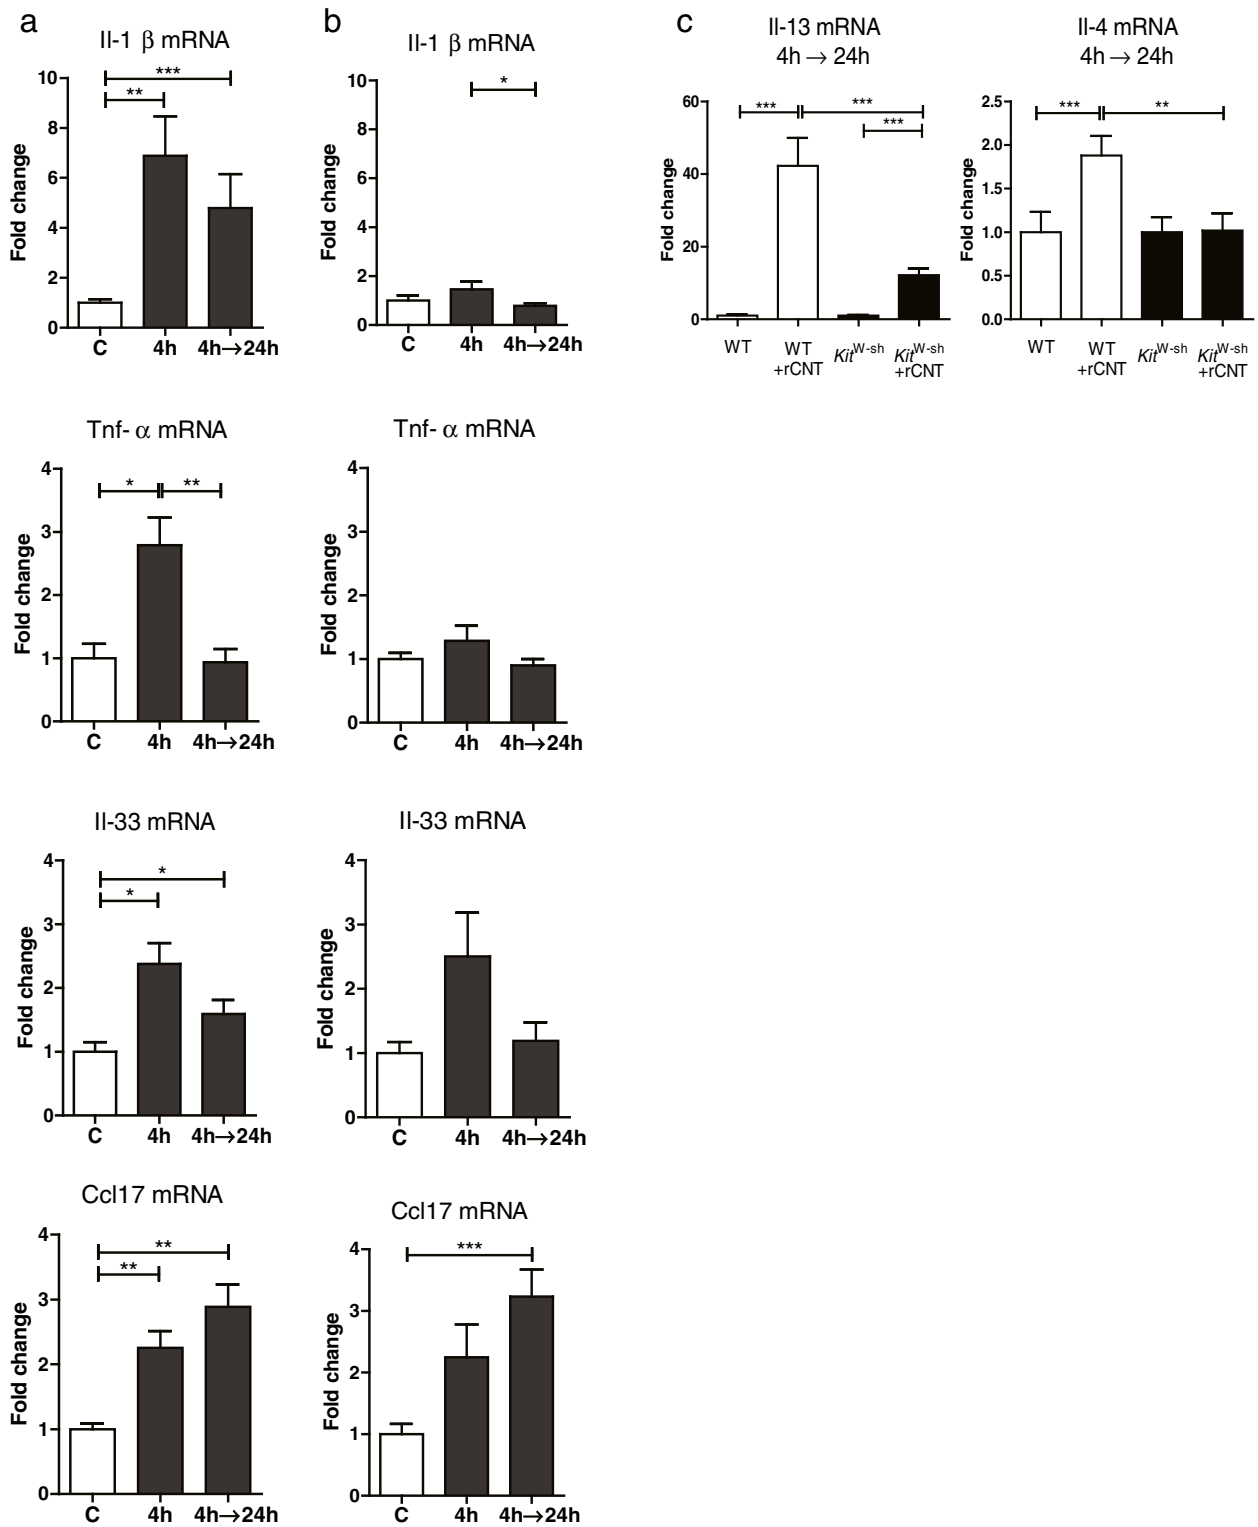 a
Il-1 β mRNA
Fold change
10
8
6
4
2
0
***
**
C 4h 4h→24h
Tnf- α mRNA
Fold change
4
3
2
1
0
* **
C 4h 4h→24h
Il-33 mRNA
Fold change
4
3
2
1
0
*
*
C 4h 4h→24h
Ccl17 mRNA
Fold change
4
3
2
1
0
**
**
C 4h 4h→24h
b
Il-1 β mRNA
Fold change
10
8
6
4
2
0
*
C 4h 4h→24h
Tnf- α mRNA
Fold change
4
3
2
1
0
C 4h 4h→24h
Il-33 mRNA
Fold change
4
3
2
1
0
C 4h 4h→24h
Ccl17 mRNA
Fold change
4
3
2
1
0
***
C 4h 4h→24h
c
Il-13 mRNA
4h → 24h
Fold change
60
40
20
0
*** ***
***
WT WT Kit^W-sh Kit^W-sh
+rCNT +rCNT
Il-4 mRNA
4h → 24h
Fold change
2.5
2.0
1.5
1.0
0.5
0.0
*** **
WT WT Kit^W-sh Kit^W-sh
+rCNT +rCNT